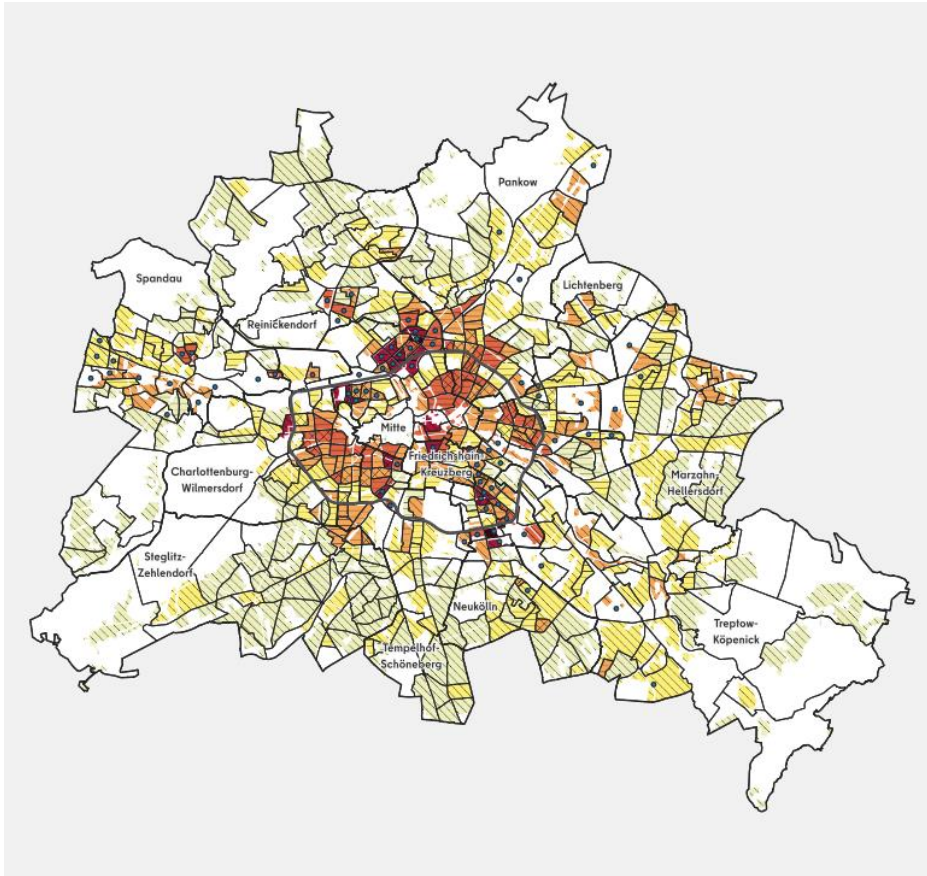 Pankow
Spandau
Lichtenberg
Reinickendorf
Mitte
Friedrichshain-
Kreuzberg
Charlottenburg-
Wilmersdorf
Marzahn-
Hellersdorf
Steglitz-
Zehlendorf
Neukölln
Treptow-
Köpenick
Tempelhof-
Schöneberg